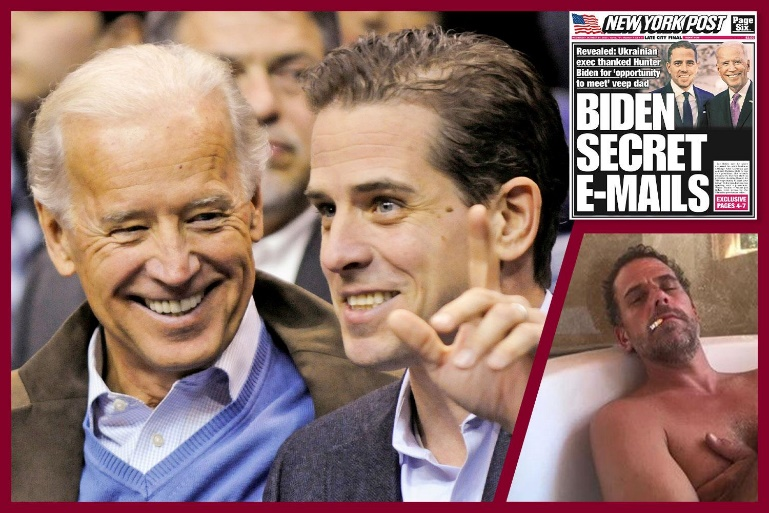 NEW YORK POST
Page
Six
LATE CITY FINAL
Revealed: Ukrainian
exec thanked Hunter
Biden for ‘opportunity
to meet’ veep dad
BIDEN
SECRET
E-MAILS
EXCLUSIVE
PAGES 4-7